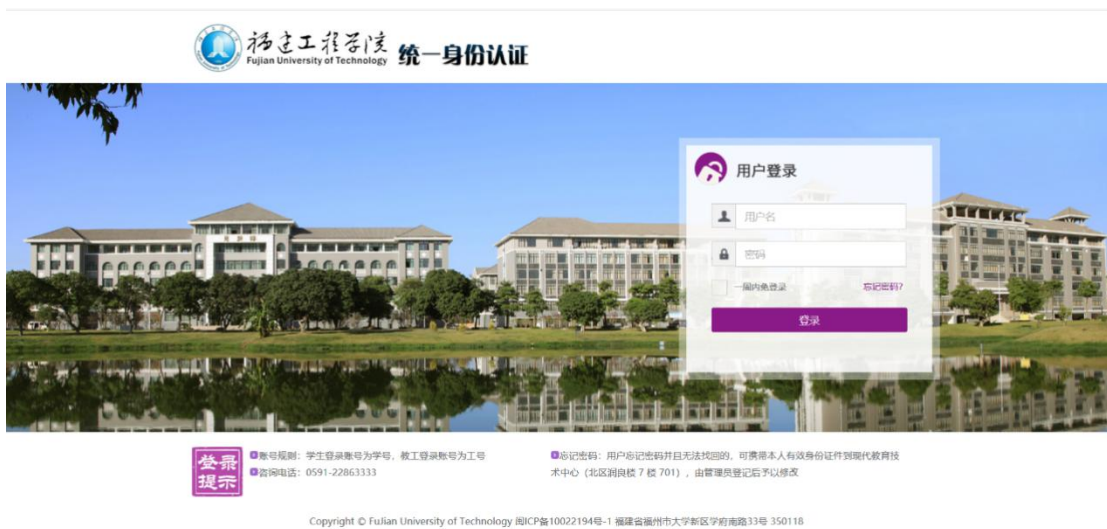 福建工程学院
Fujian University of Technology
统一身份认证
用户登录
用户名
密码
一周内免登录 忘记密码?
登录
登录
提示
账号规则：学生登录账号为学号，教工登录账号为工号
咨询电话：0591-22863333
忘记密码：用户忘记密码并且无法找回的，可携带本人有效身份证件到现代教育技
术中心（北区润良楼 7 楼 701），由管理员登记后予以修改
Copyright © FuJian University of Technology 闽ICP备10022194号-1 福建省福州市大学新区学府南路33号 350118